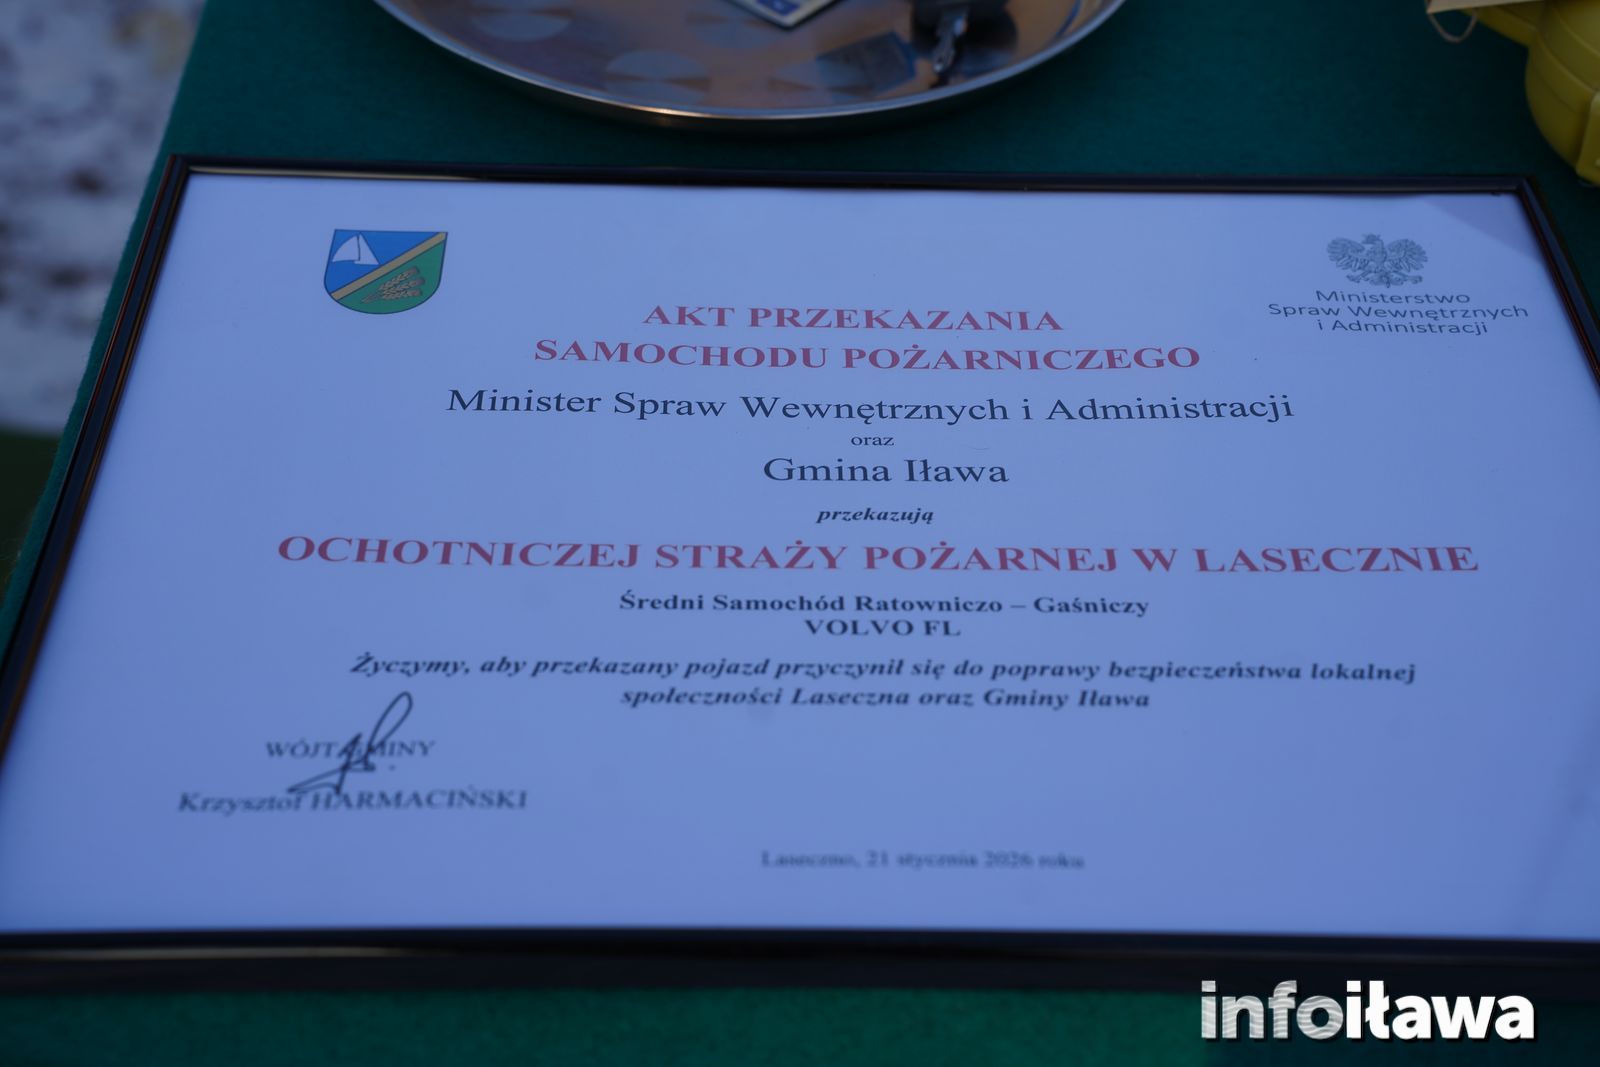 Ministerstwo
Spraw Wewnętrznych
i Administracji
AKT PRZEKAZANIA
SAMOCHODU POŻARNICZEGO
Minister Spraw Wewnętrznych i Administracji
oraz
Gmina Iława
przekazują
OCHOTNICZEJ STRAŻY POŻARNEJ W LASECZNIE
Średni Samochód Ratowniczo – Gaśniczy
VOLVO FL
Życzymy, aby przekazany pojazd przyczynił się do poprawy bezpieczeństwa lokalnej
społeczności Laseczna oraz Gminy Iława
WÓJT GMINY
Krzysztof HARMACIŃSKI
Laseczno, 21 stycznia 2026 roku
infoiława